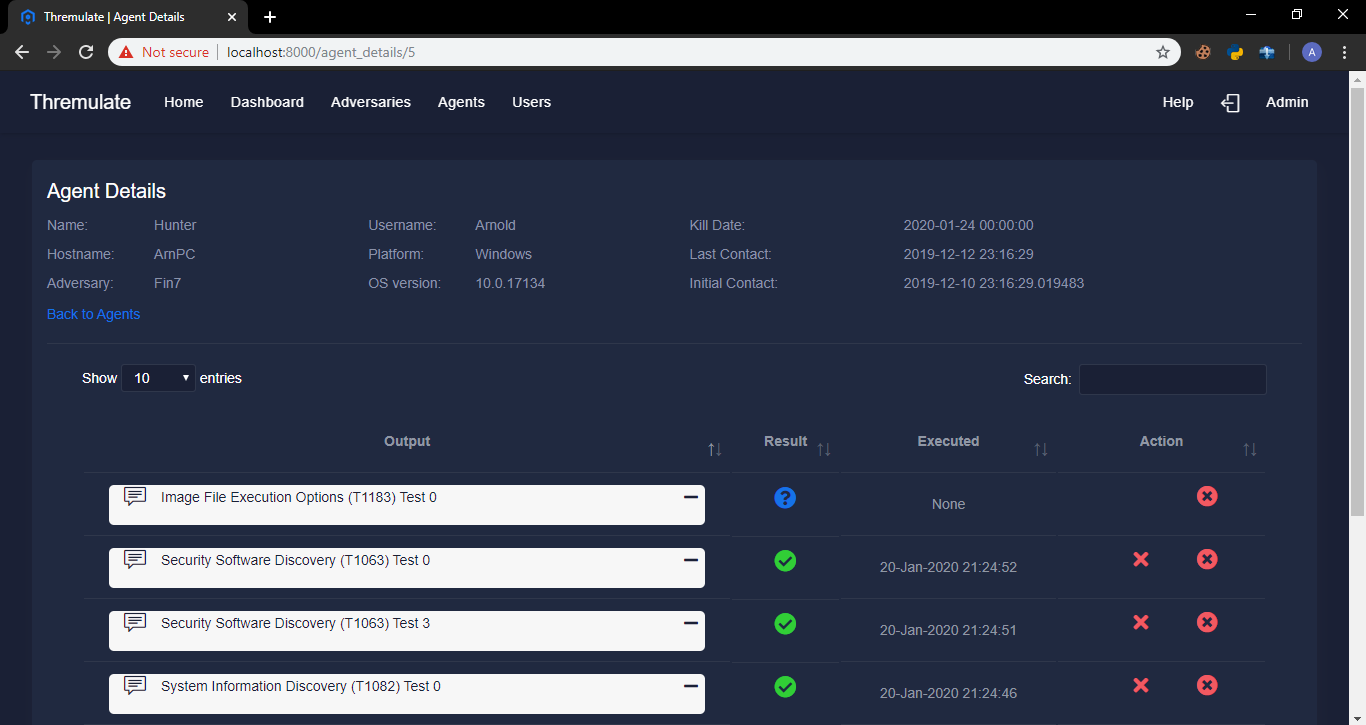 Thremulate | Agent Details
Not secure localhost:8000/agent_details/5 A
Thremulate Home Dashboard Adversaries Agents Users Help Admin
Agent Details
Name: Hunter Username: Arnold Kill Date: 2020-01-24 00:00:00
Hostname: ArnPC Platform: Windows Last Contact: 2019-12-12 23:16:29
Adversary: Fin7 OS version: 10.0.17134 Initial Contact: 2019-12-10 23:16:29.019483
Back to Agents
Show 10 entries Search:
Output Result Executed Action
Image File Execution Options (T1183) Test 0 None
Security Software Discovery (T1063) Test 0 20-Jan-2020 21:24:52
Security Software Discovery (T1063) Test 3 20-Jan-2020 21:24:51
System Information Discovery (T1082) Test 0 20-Jan-2020 21:24:46